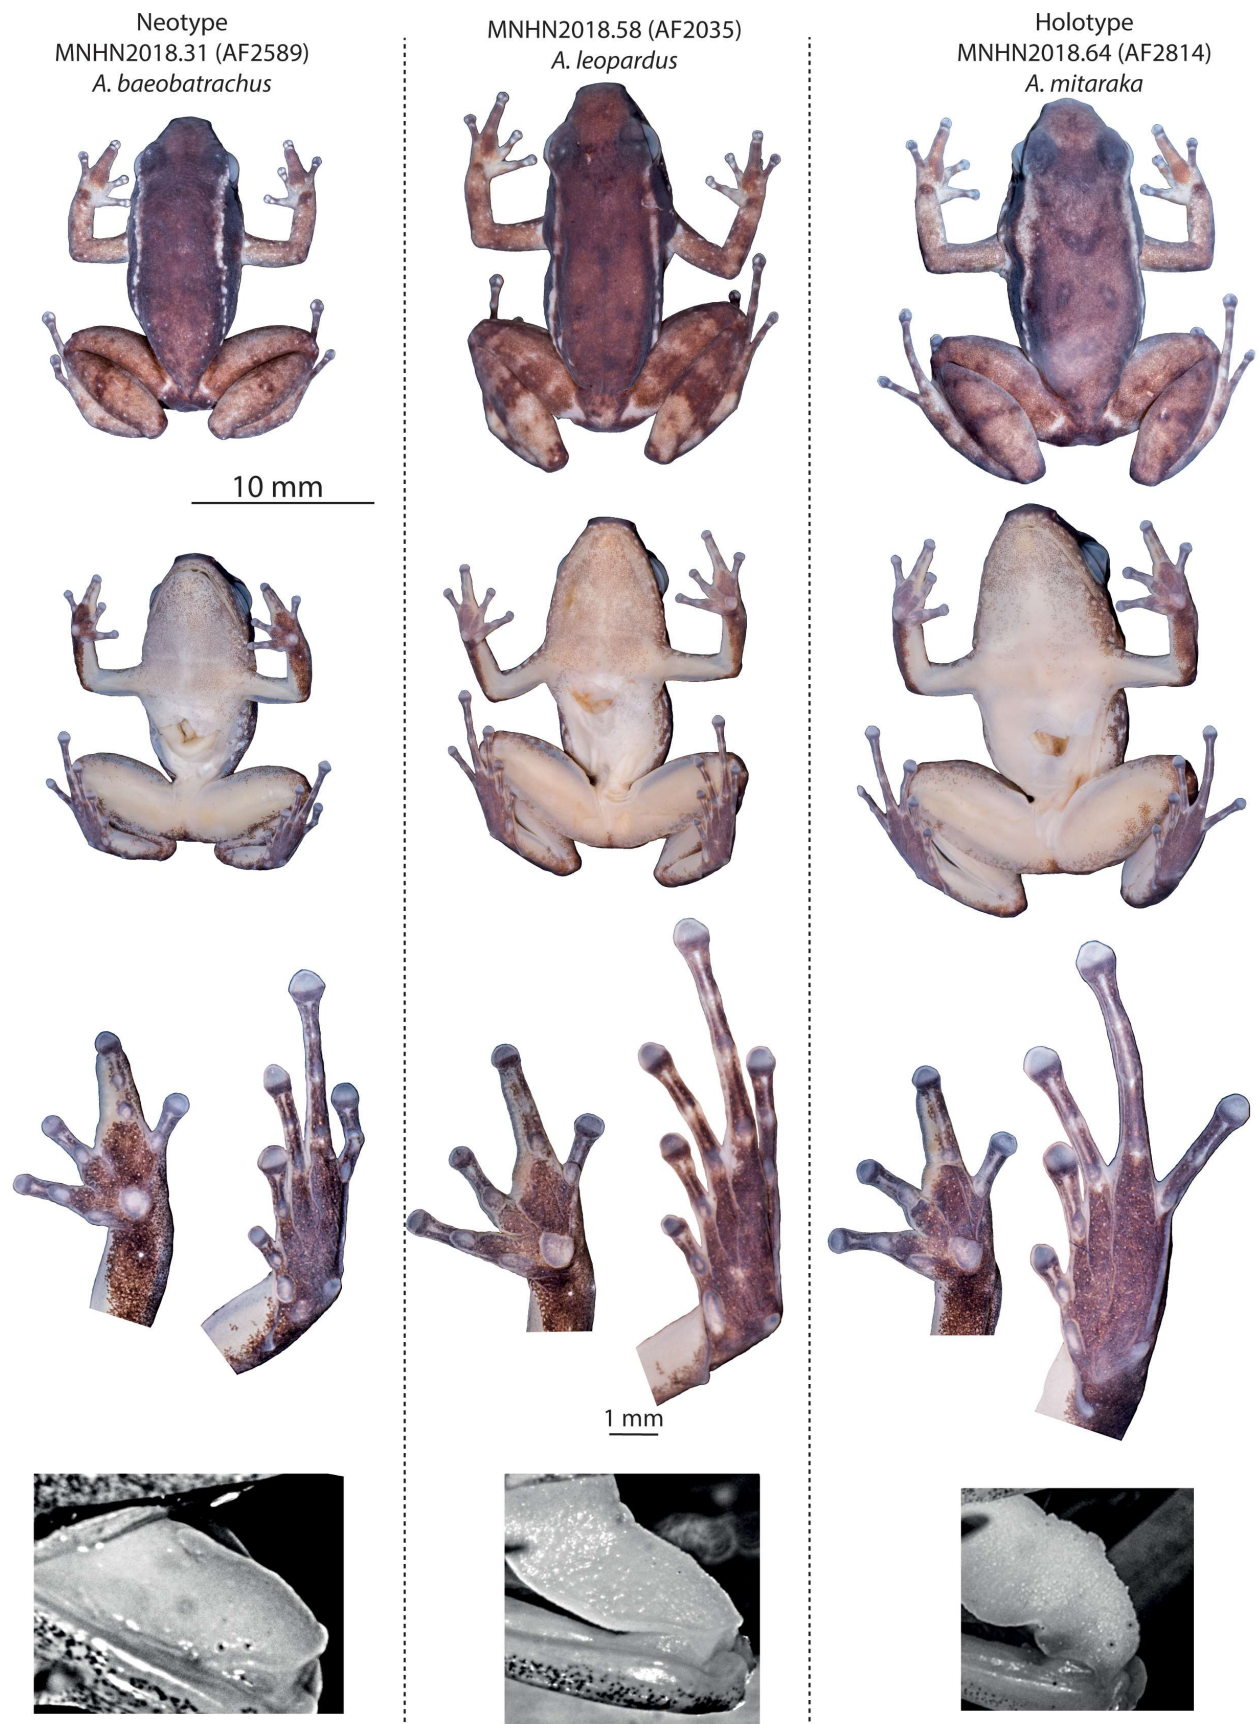 Neotype
MNHN2018.31 (AF2589)
A. baeobatrachus
MNHN2018.58 (AF2035)
A. leopardus
Holotype
MNHN2018.64 (AF2814)
A. mitaraka
10 mm
1 mm